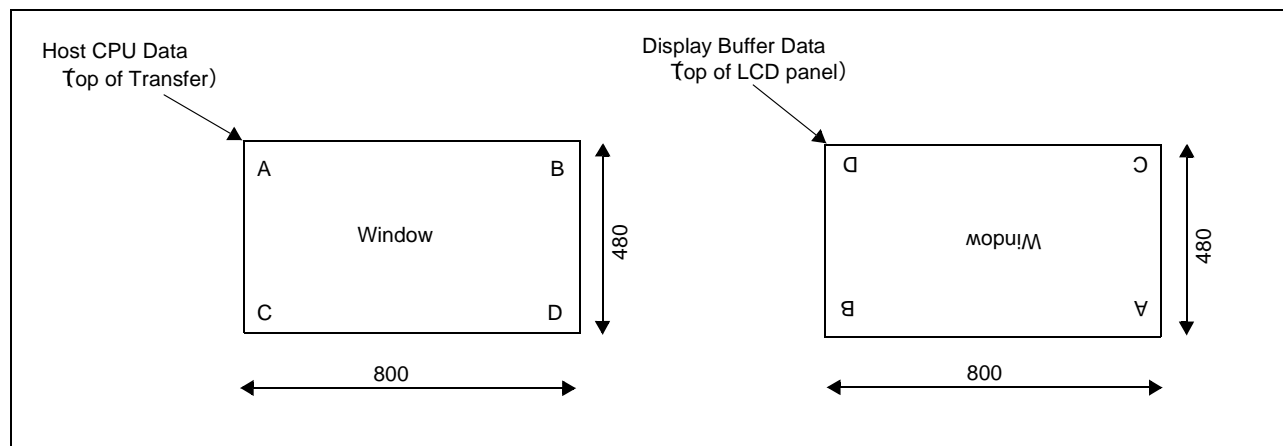 Host CPU Data
(Top of Transfer)
A B
Window
C D
480
800
Display Buffer Data
(Top of LCD panel)
D C
Window
B A
480
800